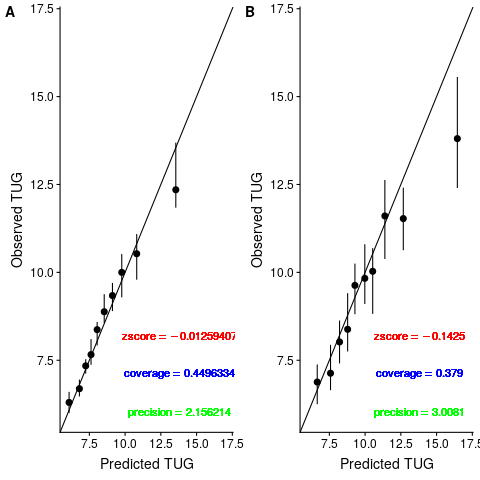 A
17.5
15.0
12.5
10.0
7.5
Observed TUG
zscore = −0.01259407
coverage = 0.4496334
precision = 2.156214
7.5 10.0 12.5 15.0 17.5
Predicted TUG
B
17.5
15.0
12.5
10.0
7.5
Observed TUG
zscore = −0.1425
coverage = 0.379
precision = 3.0081
7.5 10.0 12.5 15.0 17.5
Predicted TUG